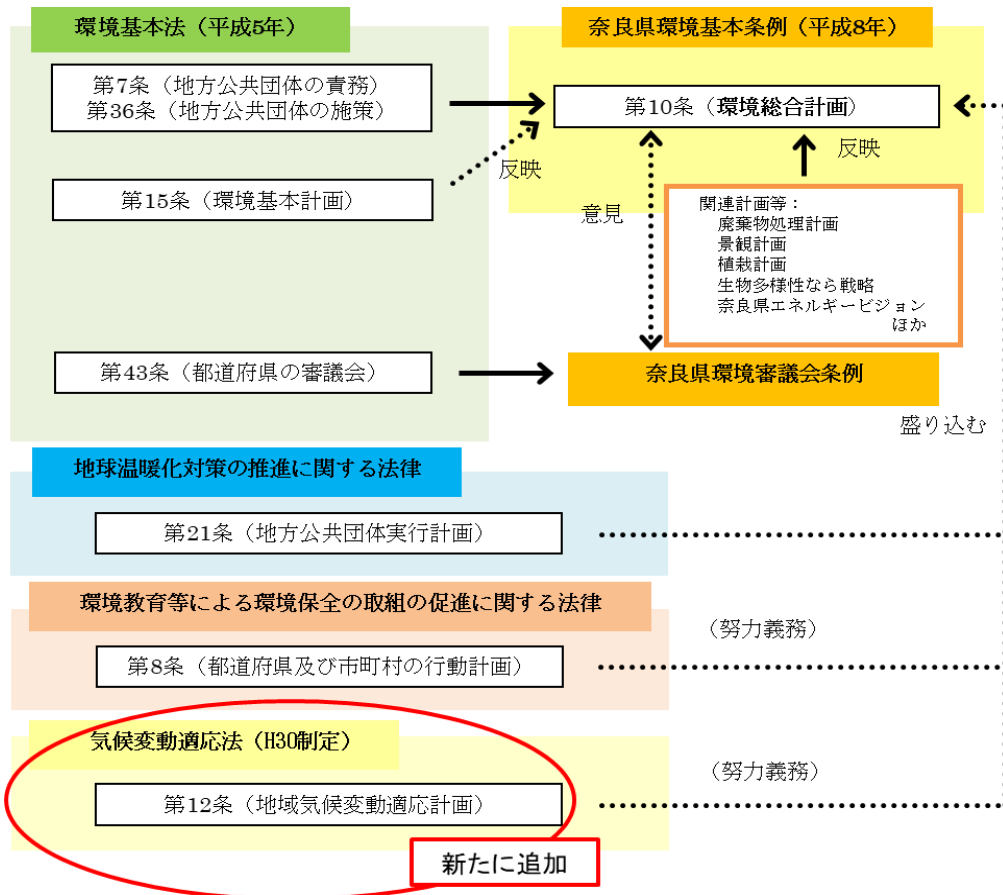 環境基本法（平成5年）
第7条（地方公共団体の責務）
第36条（地方公共団体の施策）
第15条（環境基本計画）
第43条（都道府県の審議会）
奈良県環境基本条例（平成8年）
第10条（環境総合計画）
反映
反映
意見
関連計画等：
廃棄物処理計画
景観計画
植栽計画
生物多様性なら戦略
奈良県エネルギービジョン
ほか
奈良県環境審議会条例
盛り込む
地球温暖化対策の推進に関する法律
第21条（地方公共団体実行計画）
環境教育等による環境保全の取組の促進に関する法律
（努力義務）
第8条（都道府県及び市町村の行動計画）
気候変動適応法（H30制定）
（努力義務）
第12条（地域気候変動適応計画）
新たに追加